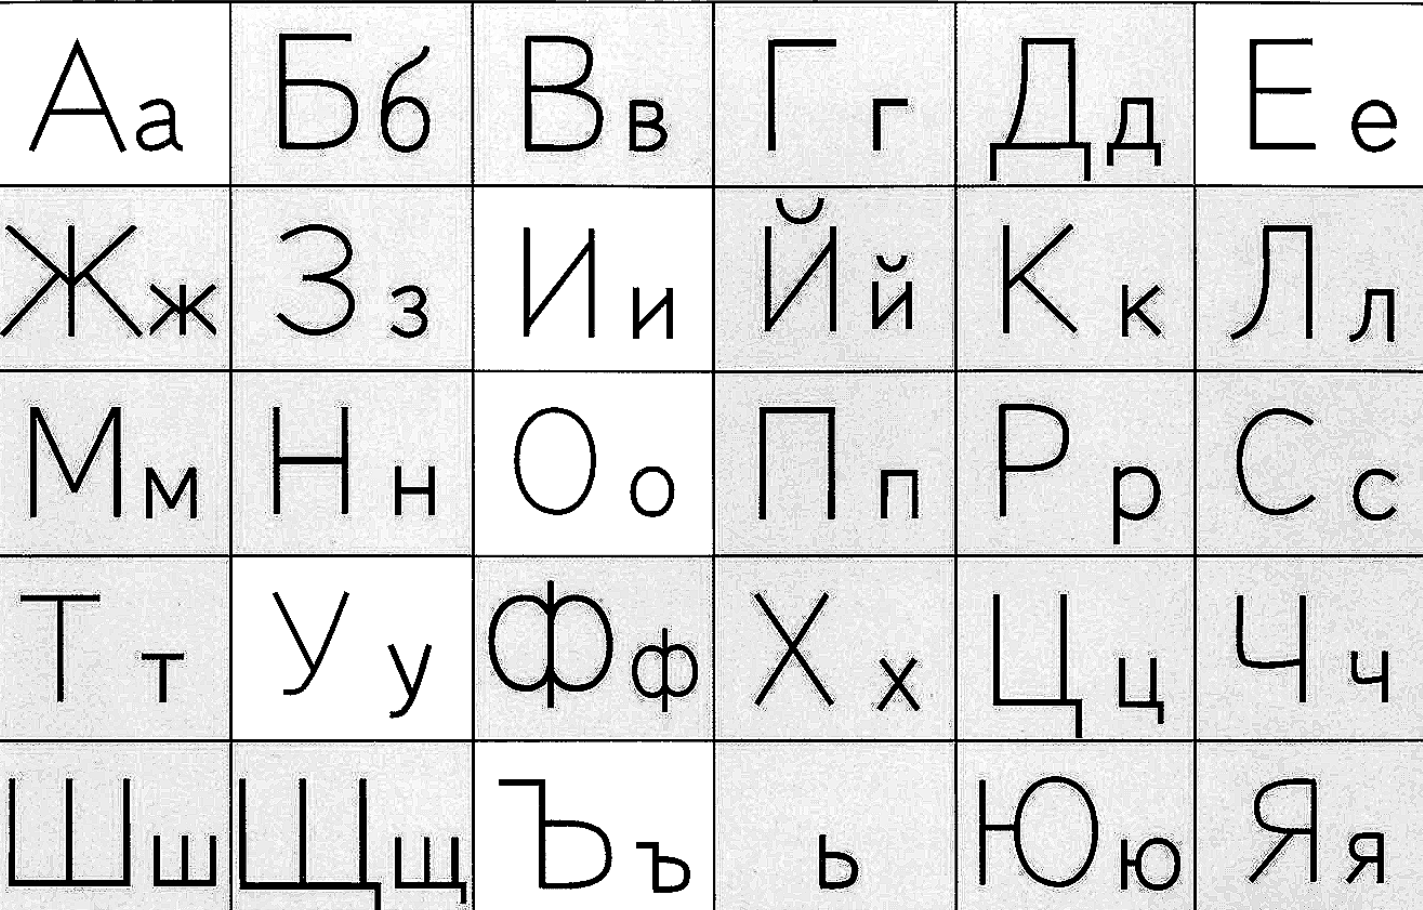 Аа Бб Вв Гг Дд Ее
Жж Зз Ии Йй Кк Лл
Мм Нн Оо Пп Рр Сс
Тт Уу Фф Хх Цц Чч
Шш Щщ Ъъ ь Юю Яя